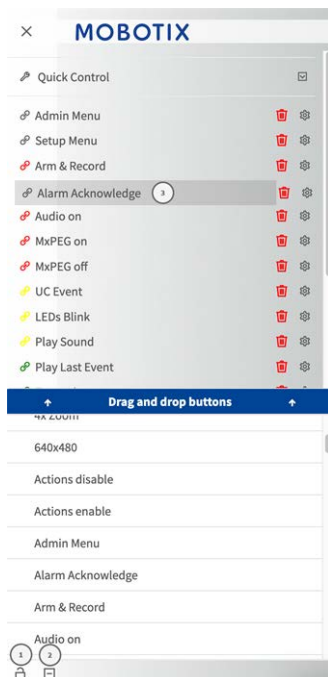 MOBOTIX
Quick Control
Admin Menu
Setup Menu
Arm & Record
Alarm Acknowledge 3
Audio on
MxPEG on
MxPEG off
UC Event
LEDs Blink
Play Sound
Play Last Event
Drag and drop buttons
4x Zoom
640x480
Actions disable
Actions enable
Admin Menu
Alarm Acknowledge
Arm & Record
Audio on
1 2